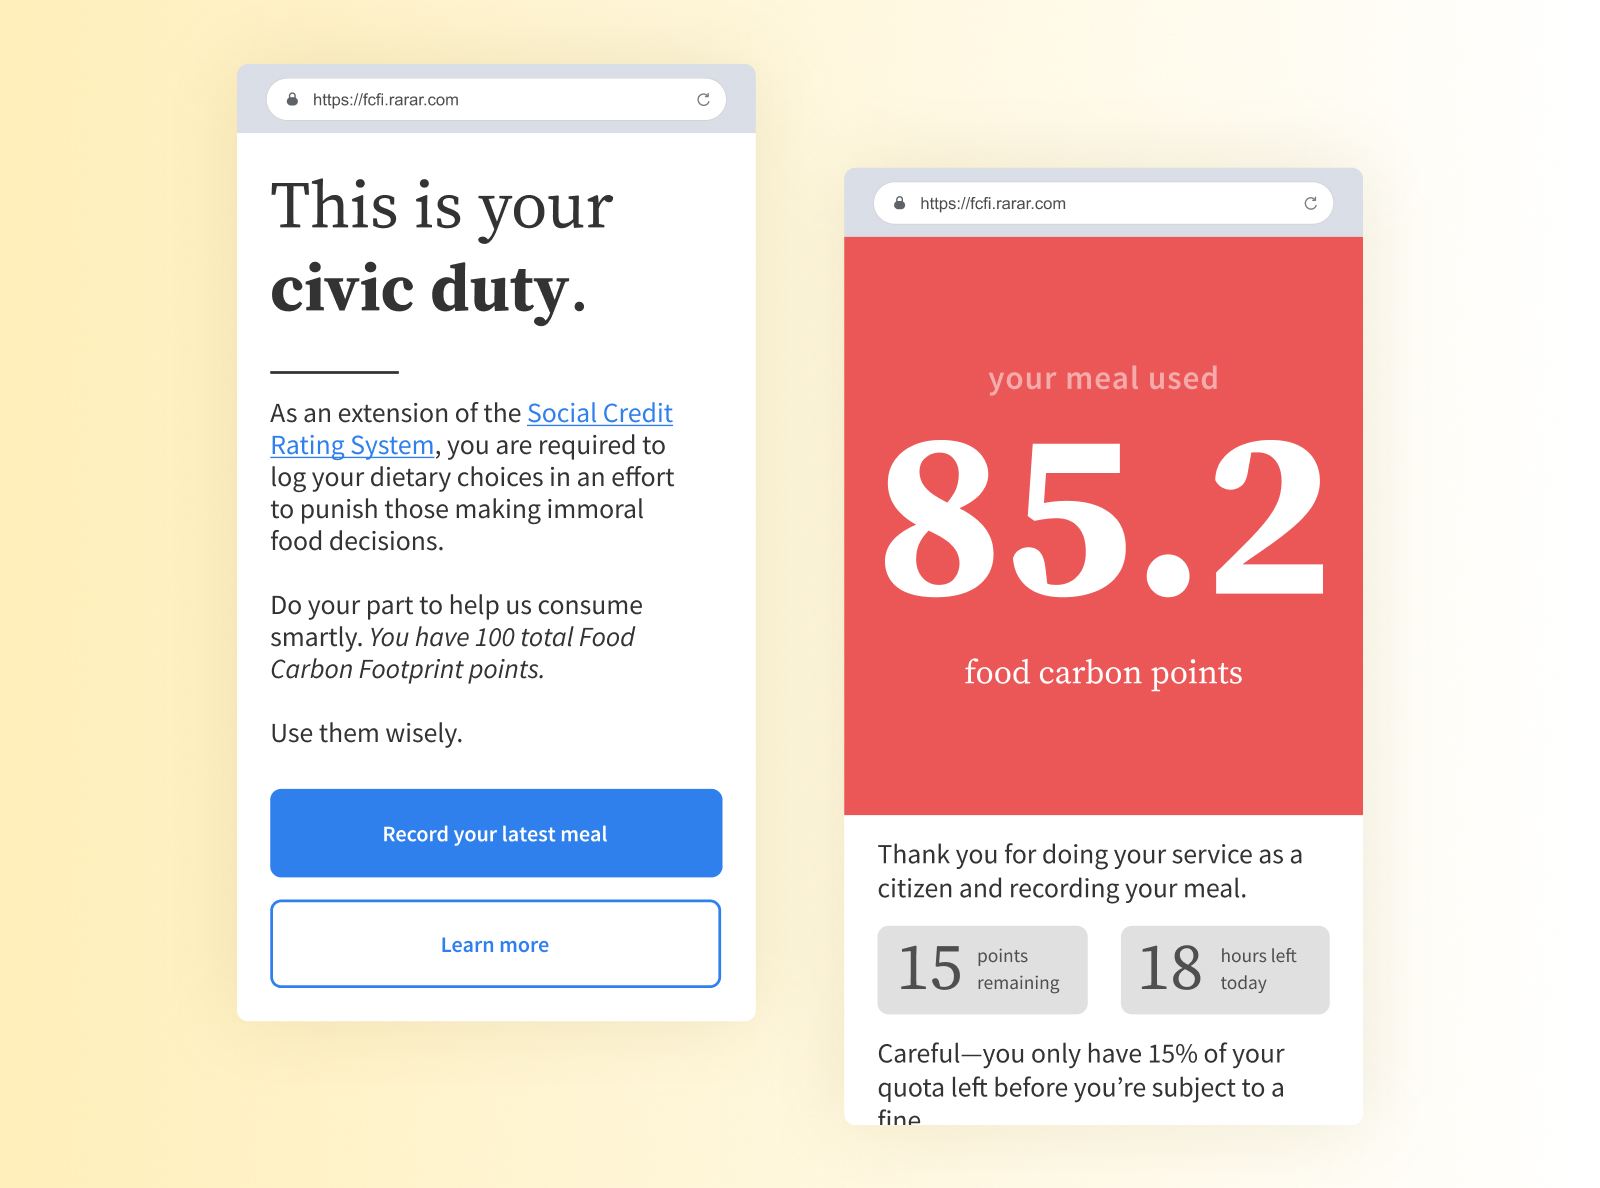 https://fcfi.rarar.com
This is your
civic duty.
As an extension of the Social Credit
Rating System, you are required to
log your dietary choices in an effort
to punish those making immoral
food decisions.
Do your part to help us consume
smartly. You have 100 total Food
Carbon Footprint points.
Use them wisely.
Record your latest meal
Learn more
https://fcfi.rarar.com
your meal used
85.2
food carbon points
Thank you for doing your service as a
citizen and recording your meal.
15 points
remaining
18 hours left
today
Careful—you only have 15% of your
quota left before you’re subject to a
fine